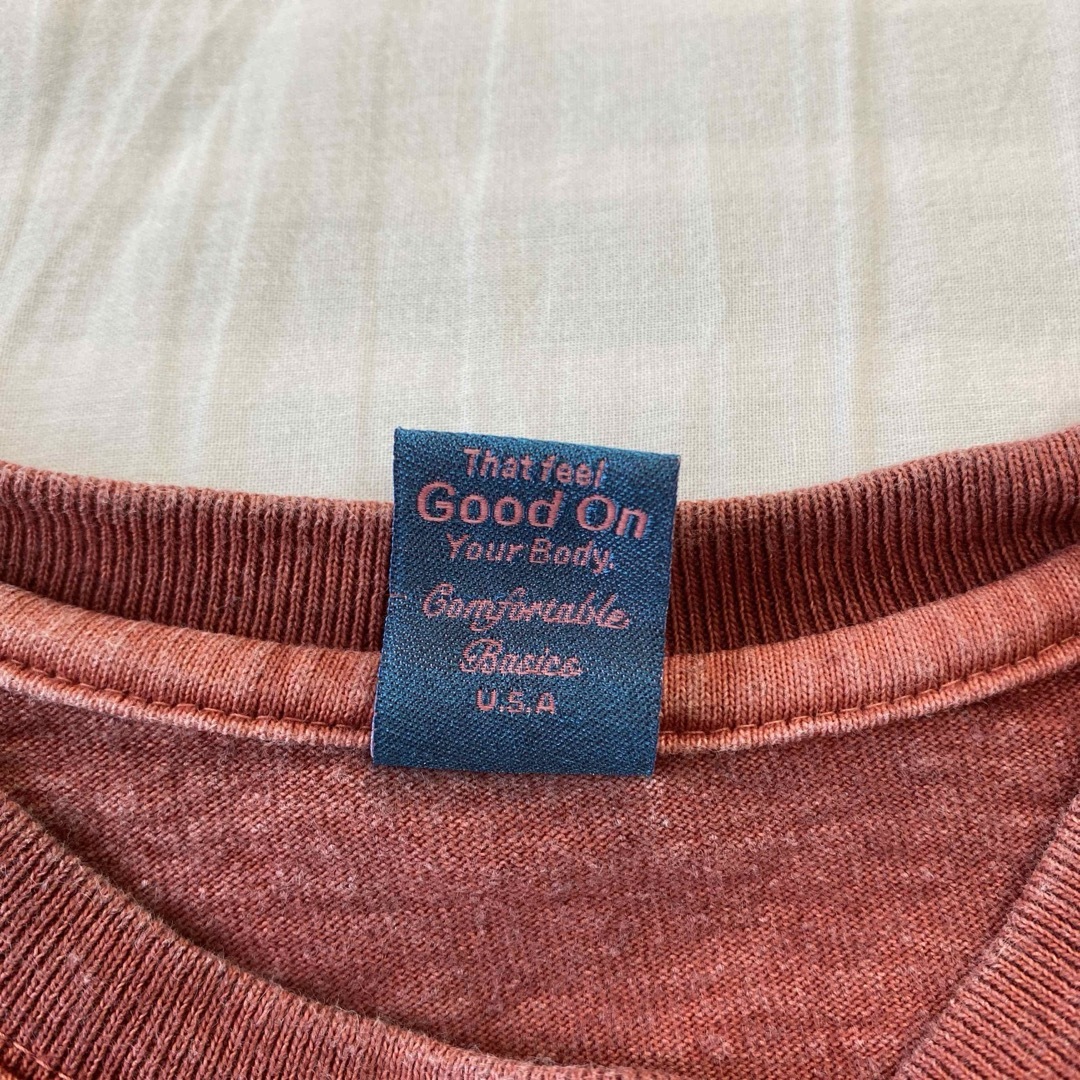 That feel
Good On
Your Body.
Comfortable
Basics
U.S.A